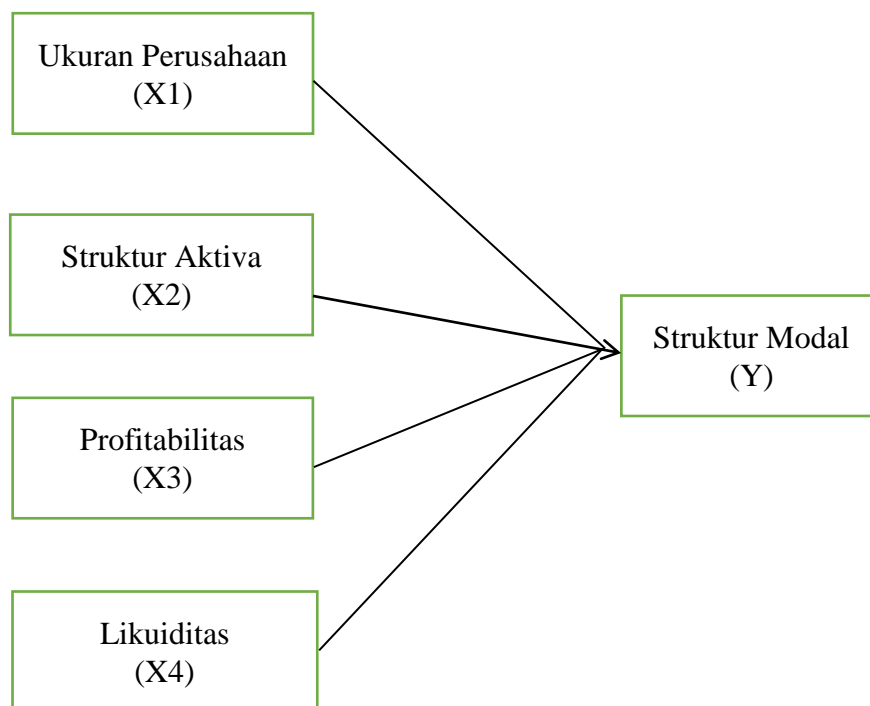 Ukuran Perusahaan
(X1)
Struktur Aktiva
(X2)
Struktur Modal
(Y)
Profitabilitas
(X3)
Likuiditas
(X4)